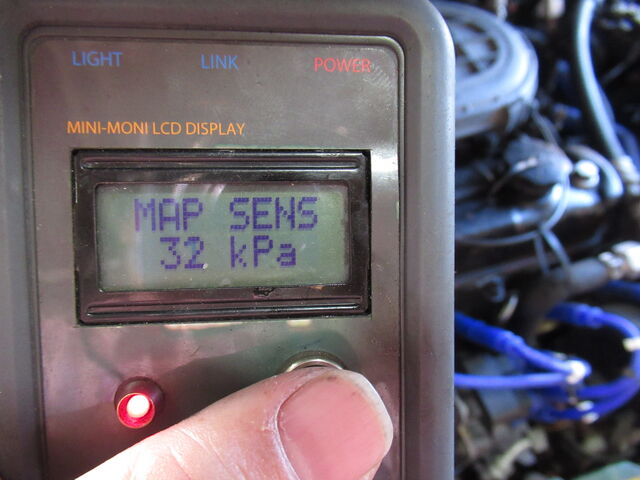 LIGHT LINK POWER
MINI-MONI LCD DISPLAY
MAP SENS
32 kPa